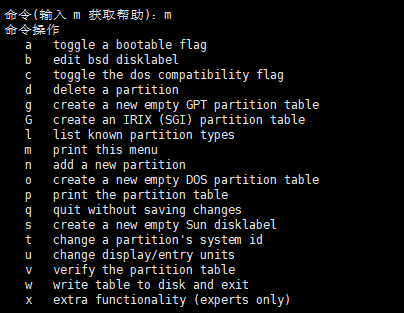 命令(输入 m 获取帮助)：m
命令操作
a   toggle a bootable flag
b   edit bsd disklabel
c   toggle the dos compatibility flag
d   delete a partition
g   create a new empty GPT partition table
G   create an IRIX (SGI) partition table
l   list known partition types
m   print this menu
n   add a new partition
o   create a new empty DOS partition table
p   print the partition table
q   quit without saving changes
s   create a new empty Sun disklabel
t   change a partition's system id
u   change display/entry units
v   verify the partition table
w   write table to disk and exit
x   extra functionality (experts only)